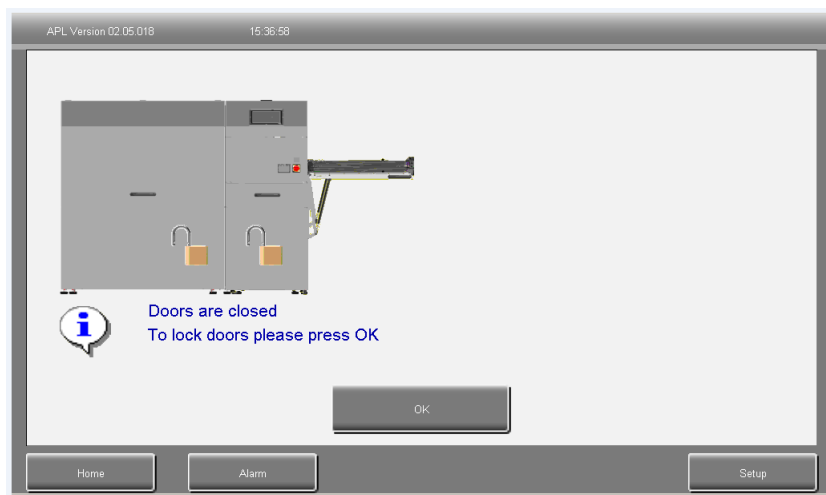 APL Version 02.05.018 15:36:58
Doors are closed
To lock doors please press OK
OK
Home Alarm Setup